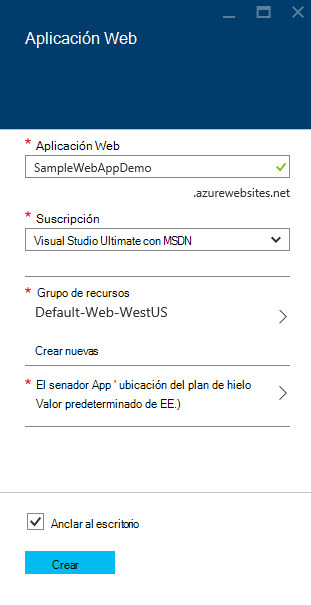 Aplicación Web
* Aplicación Web
SampleWebAppDemo
.azurewebsites.net
* Suscripción
Visual Studio Ultimate con MSDN
* Grupo de recursos
Default-Web-WestUS
Crear nuevas
* El senador App ' ubicación del plan de hielo
Valor predeterminado de EE.)
Anclar al escritorio
Crear